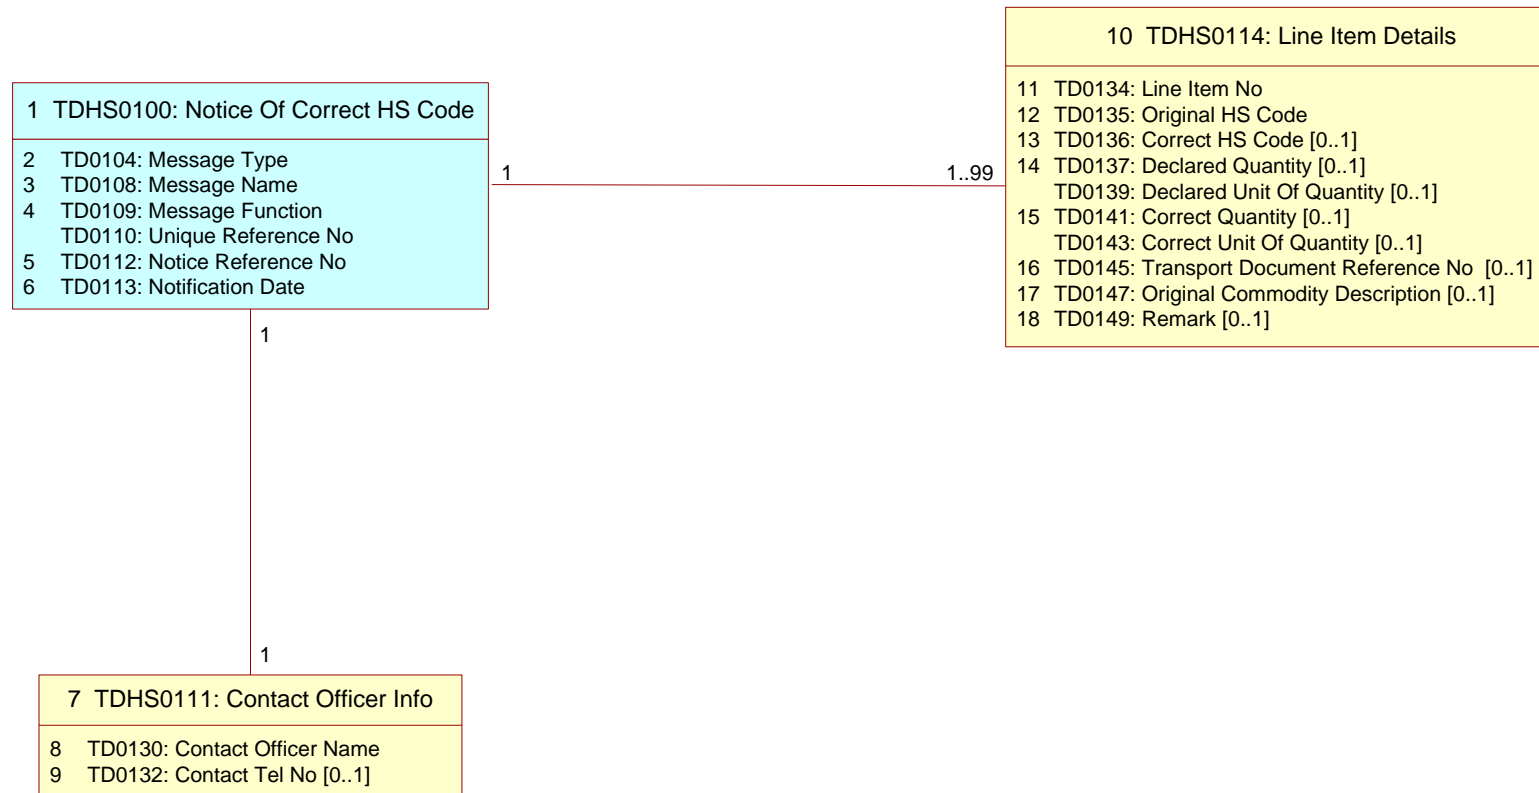 1 TDHS0100: Notice Of Correct HS Code
2 TD0104: Message Type
3 TD0108: Message Name
4 TD0109: Message Function
TD0110: Unique Reference No
5 TD0112: Notice Reference No
6 TD0113: Notification Date
1
1..99
10 TDHS0114: Line Item Details
11 TD0134: Line Item No
12 TD0135: Original HS Code
13 TD0136: Correct HS Code [0..1]
14 TD0137: Declared Quantity [0..1]
TD0139: Declared Unit Of Quantity [0..1]
15 TD0141: Correct Quantity [0..1]
TD0143: Correct Unit Of Quantity [0..1]
16 TD0145: Transport Document Reference No [0..1]
17 TD0147: Original Commodity Description [0..1]
18 TD0149: Remark [0..1]
1
1
7 TDHS0111: Contact Officer Info
8 TD0130: Contact Officer Name
9 TD0132: Contact Tel No [0..1]